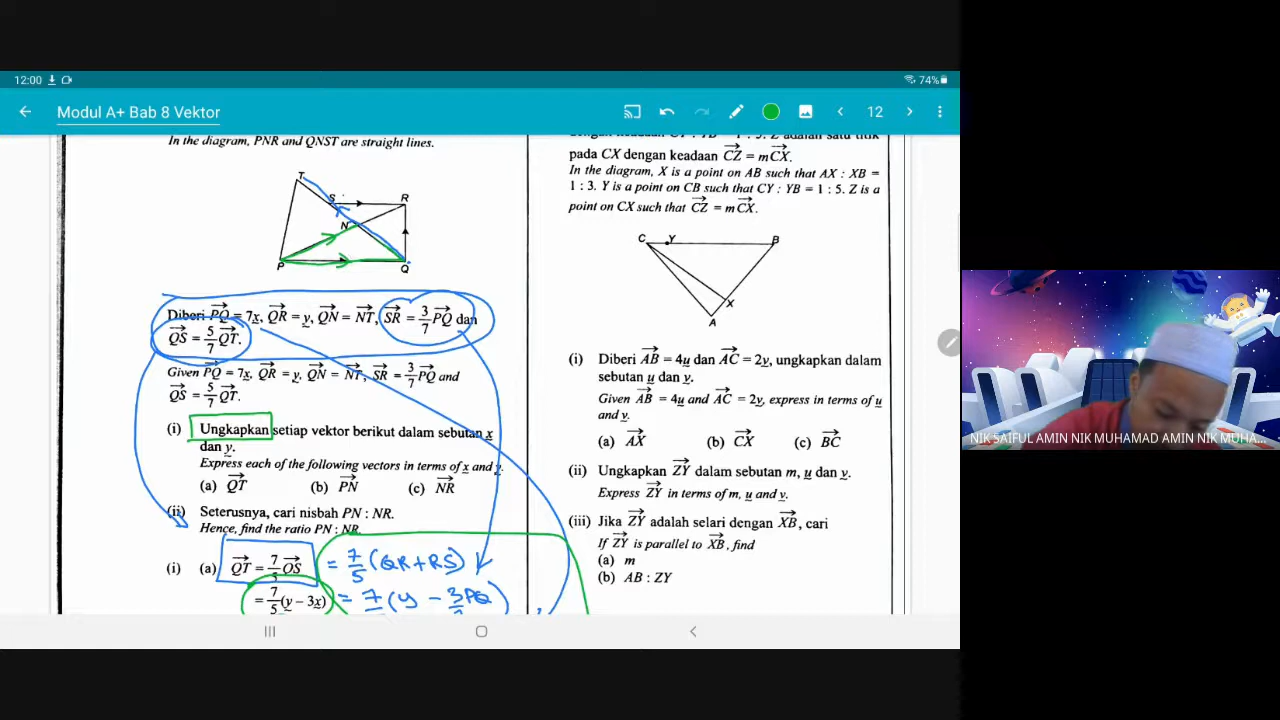 12:00
74%
Modul A+ Bab 8 Vektor
12
In the diagram, PNR and QNST are straight lines.
T
S
R
N
P
Q
Diberi PQ = 7x, QR = y, QN = NT, SR = 3/7 PQ dan
QS = 5/7 QT.
Given PQ = 7x, QR = y, QN = NT, SR = 3/7 PQ and
QS = 5/7 QT.
(i) Ungkapkan setiap vektor berikut dalam sebutan x
dan y.
Express each of the following vectors in terms of x and y.
(a) QT (b) PN (c) NR
(ii) Seterusnya, cari nisbah PN : NR.
Hence, find the ratio PN : NR.
(i) (a) QT = 7/5 QS = 7/5 (QR + RS)
= 7/5 (y – 3x) = 7 (y – 3PQ)
pada CX dengan keadaan CZ = mCX.
In the diagram, X is a point on AB such that AX : XB =
1 : 3. Y is a point on CB such that CY : YB = 1 : 5. Z is a
point on CX such that CZ = mCX.
C
Y
B
X
A
(i) Diberi AB = 4u dan AC = 2y, ungkapkan dalam
sebutan u dan v.
Given AB = 4u and AC = 2y, express in terms of u
and v.
(a) AX (b) CX (c) BC
(ii) Ungkapkan ZY dalam sebutan m, u dan v.
Express ZY in terms of m, u and v.
(iii) Jika ZY adalah selari dengan XB, cari
If ZY is parallel to XB, find
(a) m
(b) AB : ZY
NIK SAIFUL AMIN NIK MUHAMAD AMIN NIK MUHA...